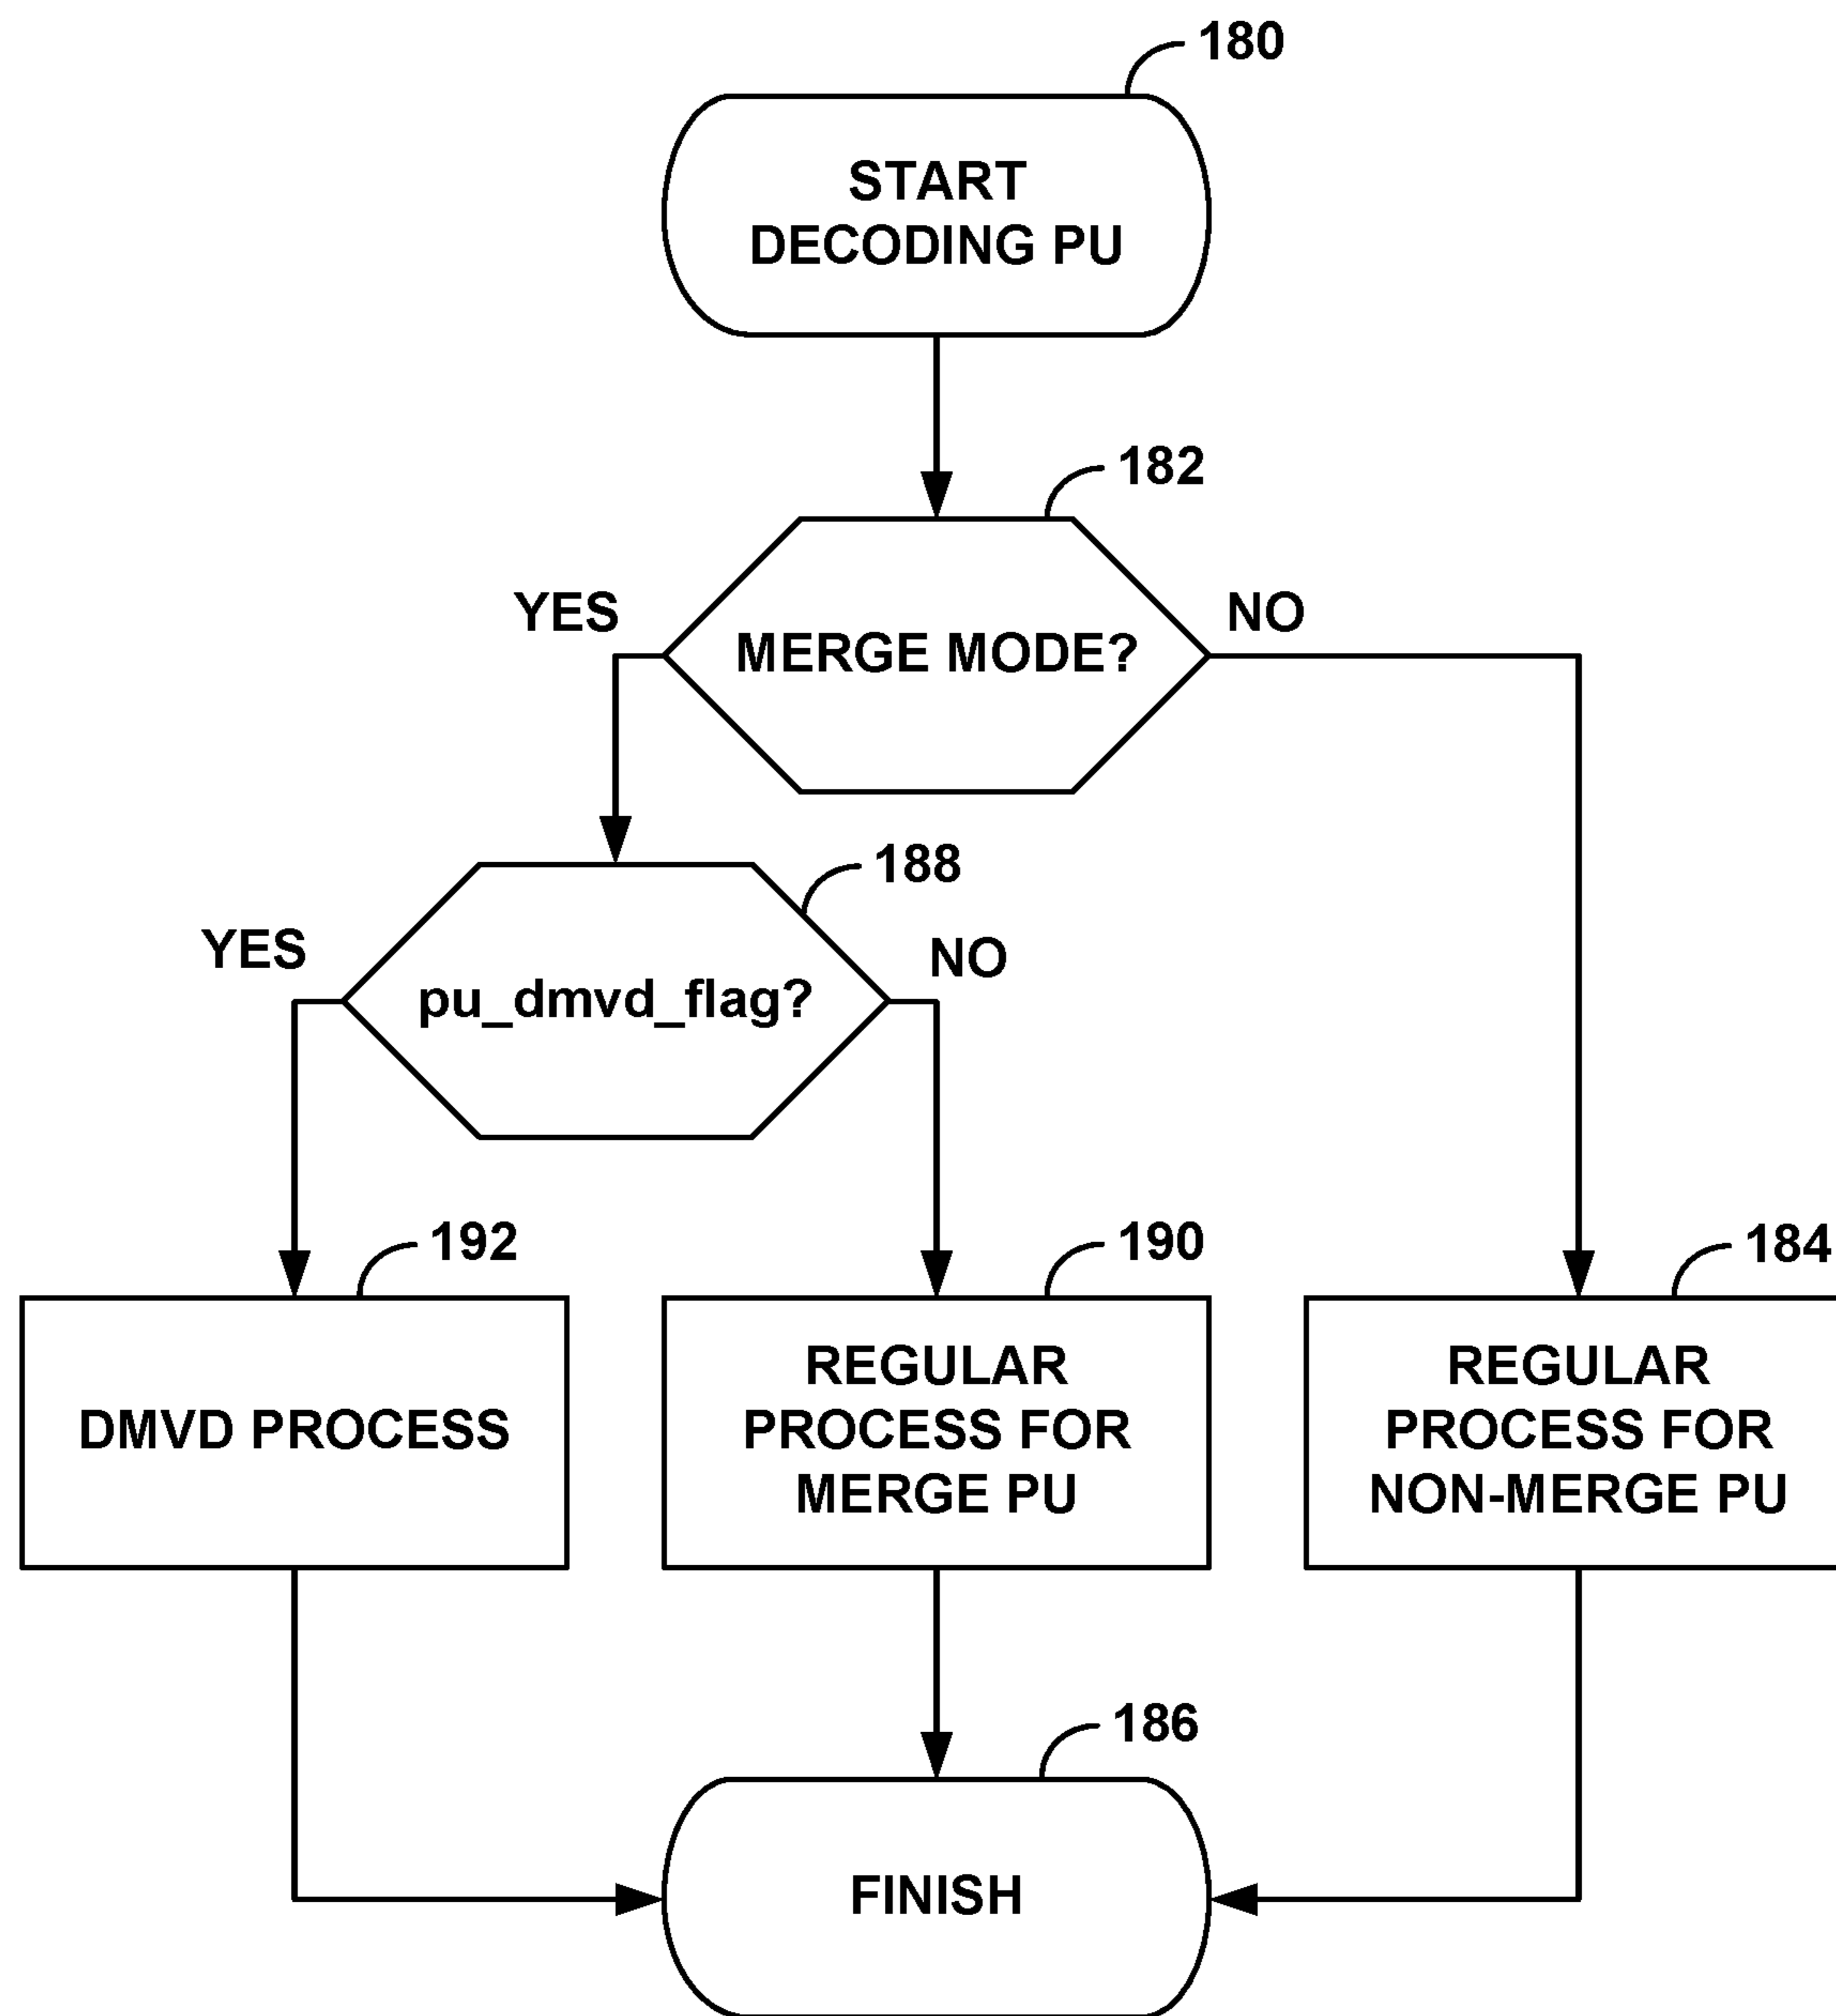 180
START
DECODING PU
182
YES
NO
MERGE MODE?
188
YES
NO
pu_dmvd_flag?
192
190
184
DMVD PROCESS
REGULAR
PROCESS FOR
MERGE PU
REGULAR
PROCESS FOR
NON-MERGE PU
186
FINISH